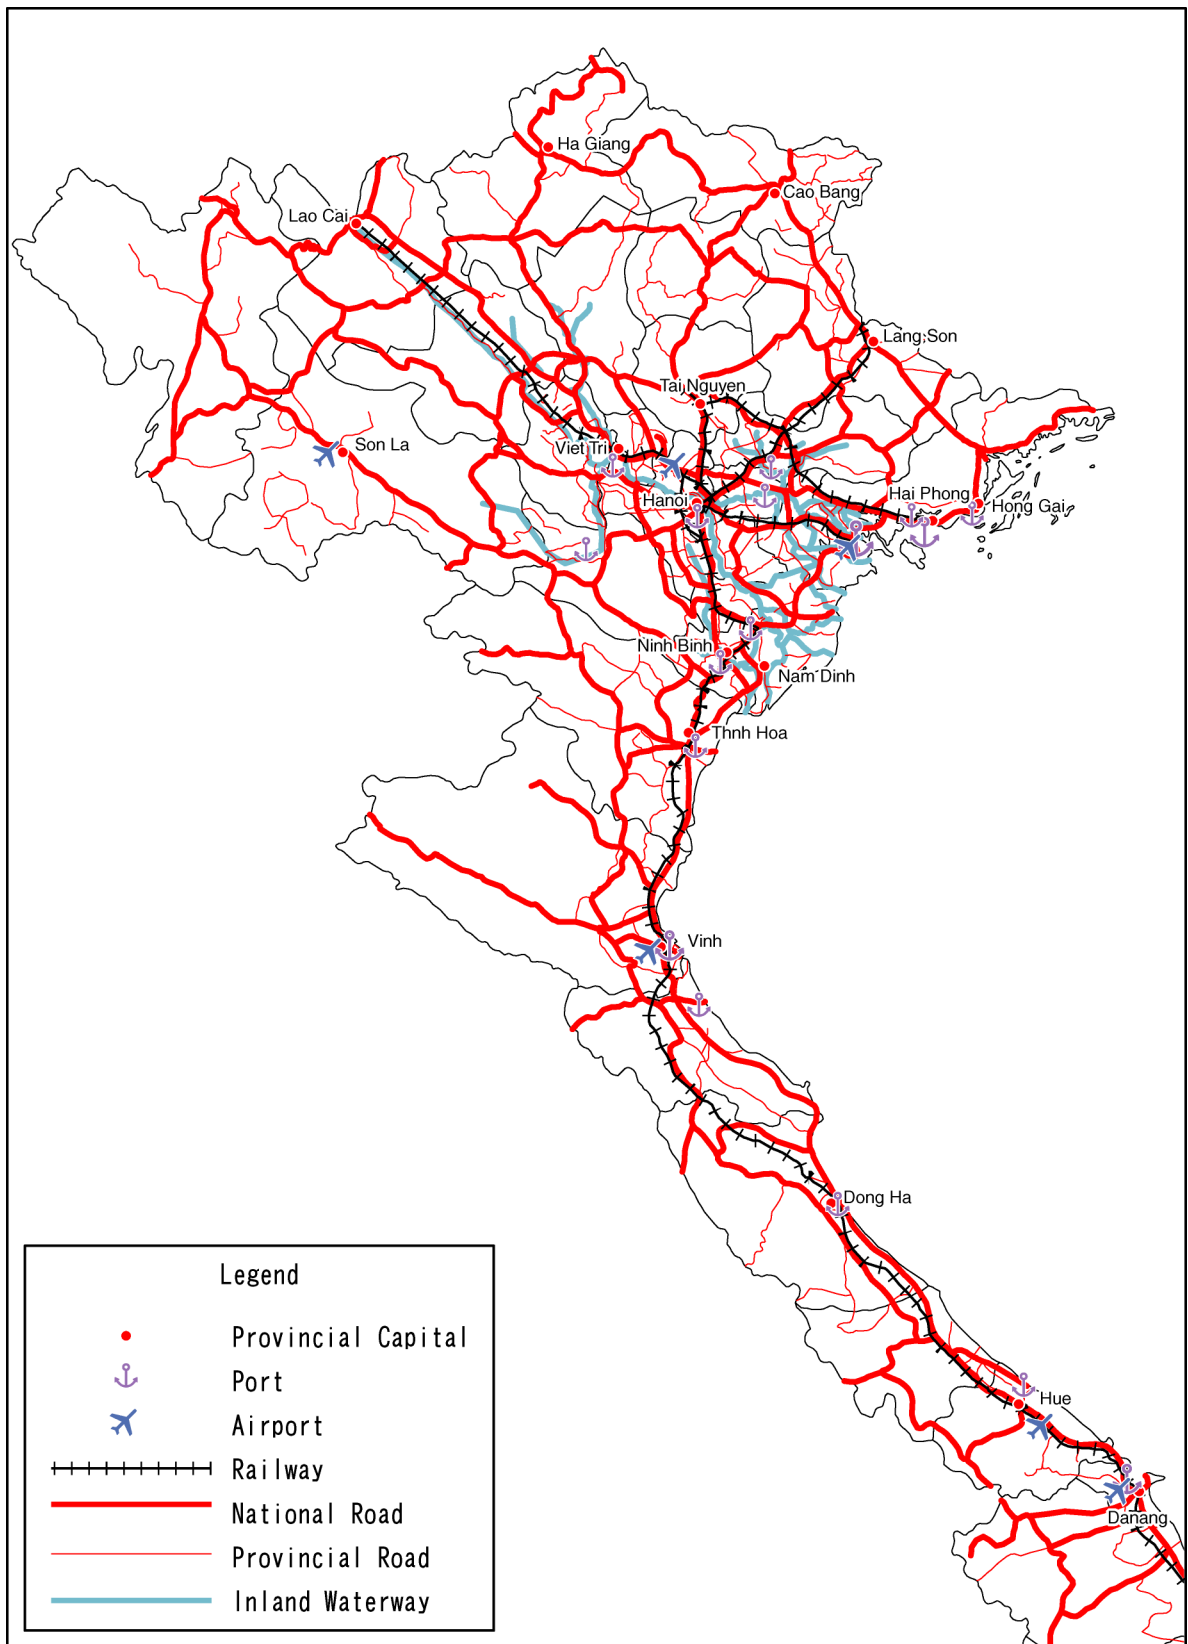 Ha Giang
Cao Bang
Lao Cai
Lang Son
Tai Nguyen
Son La
Viet Tri
Hanoi
Hai Phong
Hong Gai
Ninh Binh
Nam Dinh
Thnh Hoa
Vinh
Dong Ha
Hue
Danang
Legend
Provincial Capital
Port
Airport
Railway
National Road
Provincial Road
Inland Waterway